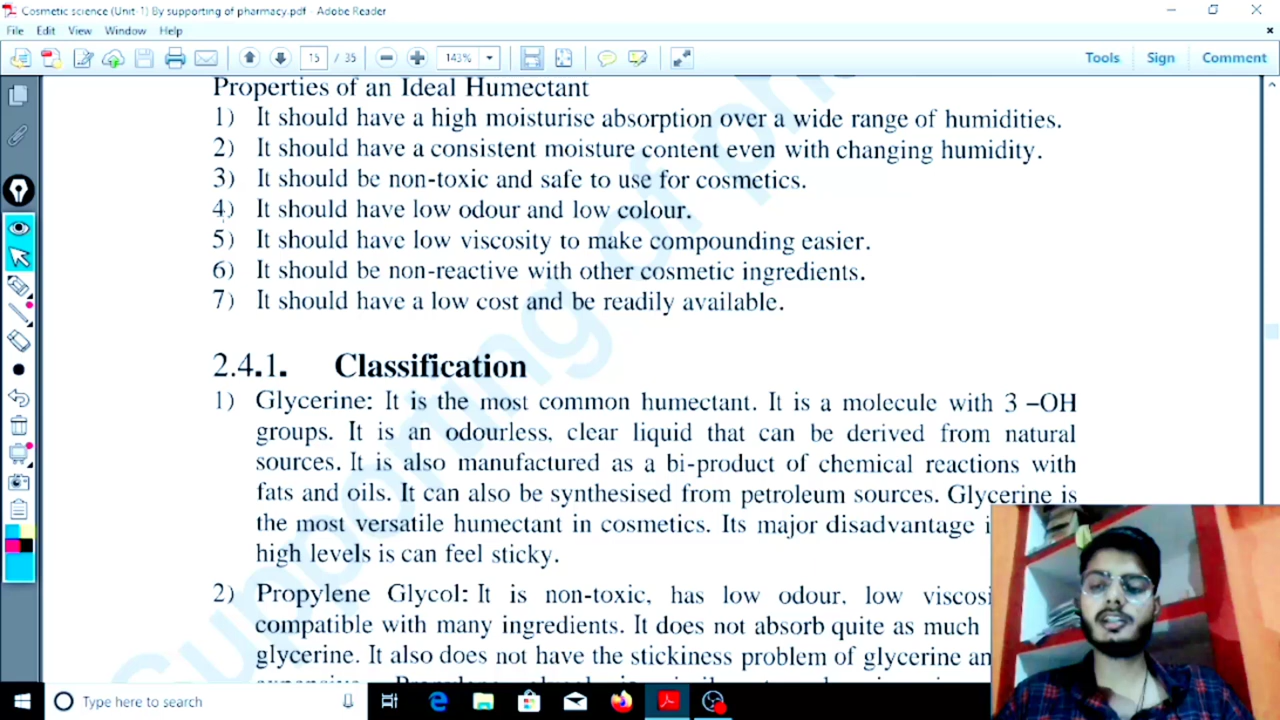 Cosmetic science (Unit-1) By supporting of pharmacy.pdf - Adobe Reader
File Edit View Window Help
15 / 35 143% Tools Sign Comment
Properties of an Ideal Humectant
1) It should have a high moisturise absorption over a wide range of humidities.
2) It should have a consistent moisture content even with changing humidity.
3) It should be non-toxic and safe to use for cosmetics.
4) It should have low odour and low colour.
5) It should have low viscosity to make compounding easier.
6) It should be non-reactive with other cosmetic ingredients.
7) It should have a low cost and be readily available.
2.4.1. Classification
1) Glycerine: It is the most common humectant. It is a molecule with 3 –OH
groups. It is an odourless, clear liquid that can be derived from natural
sources. It is also manufactured as a bi-product of chemical reactions with
fats and oils. It can also be synthesised from petroleum sources. Glycerine is
the most versatile humectant in cosmetics. Its major disadvantage
high levels is can feel sticky.
2) Propylene Glycol: It is non-toxic, has low odour, low
compatible with many ingredients. It does not absorb quite as much
glycerine. It also does not have the stickiness problem of glycerine
Supporting of
Type here to search